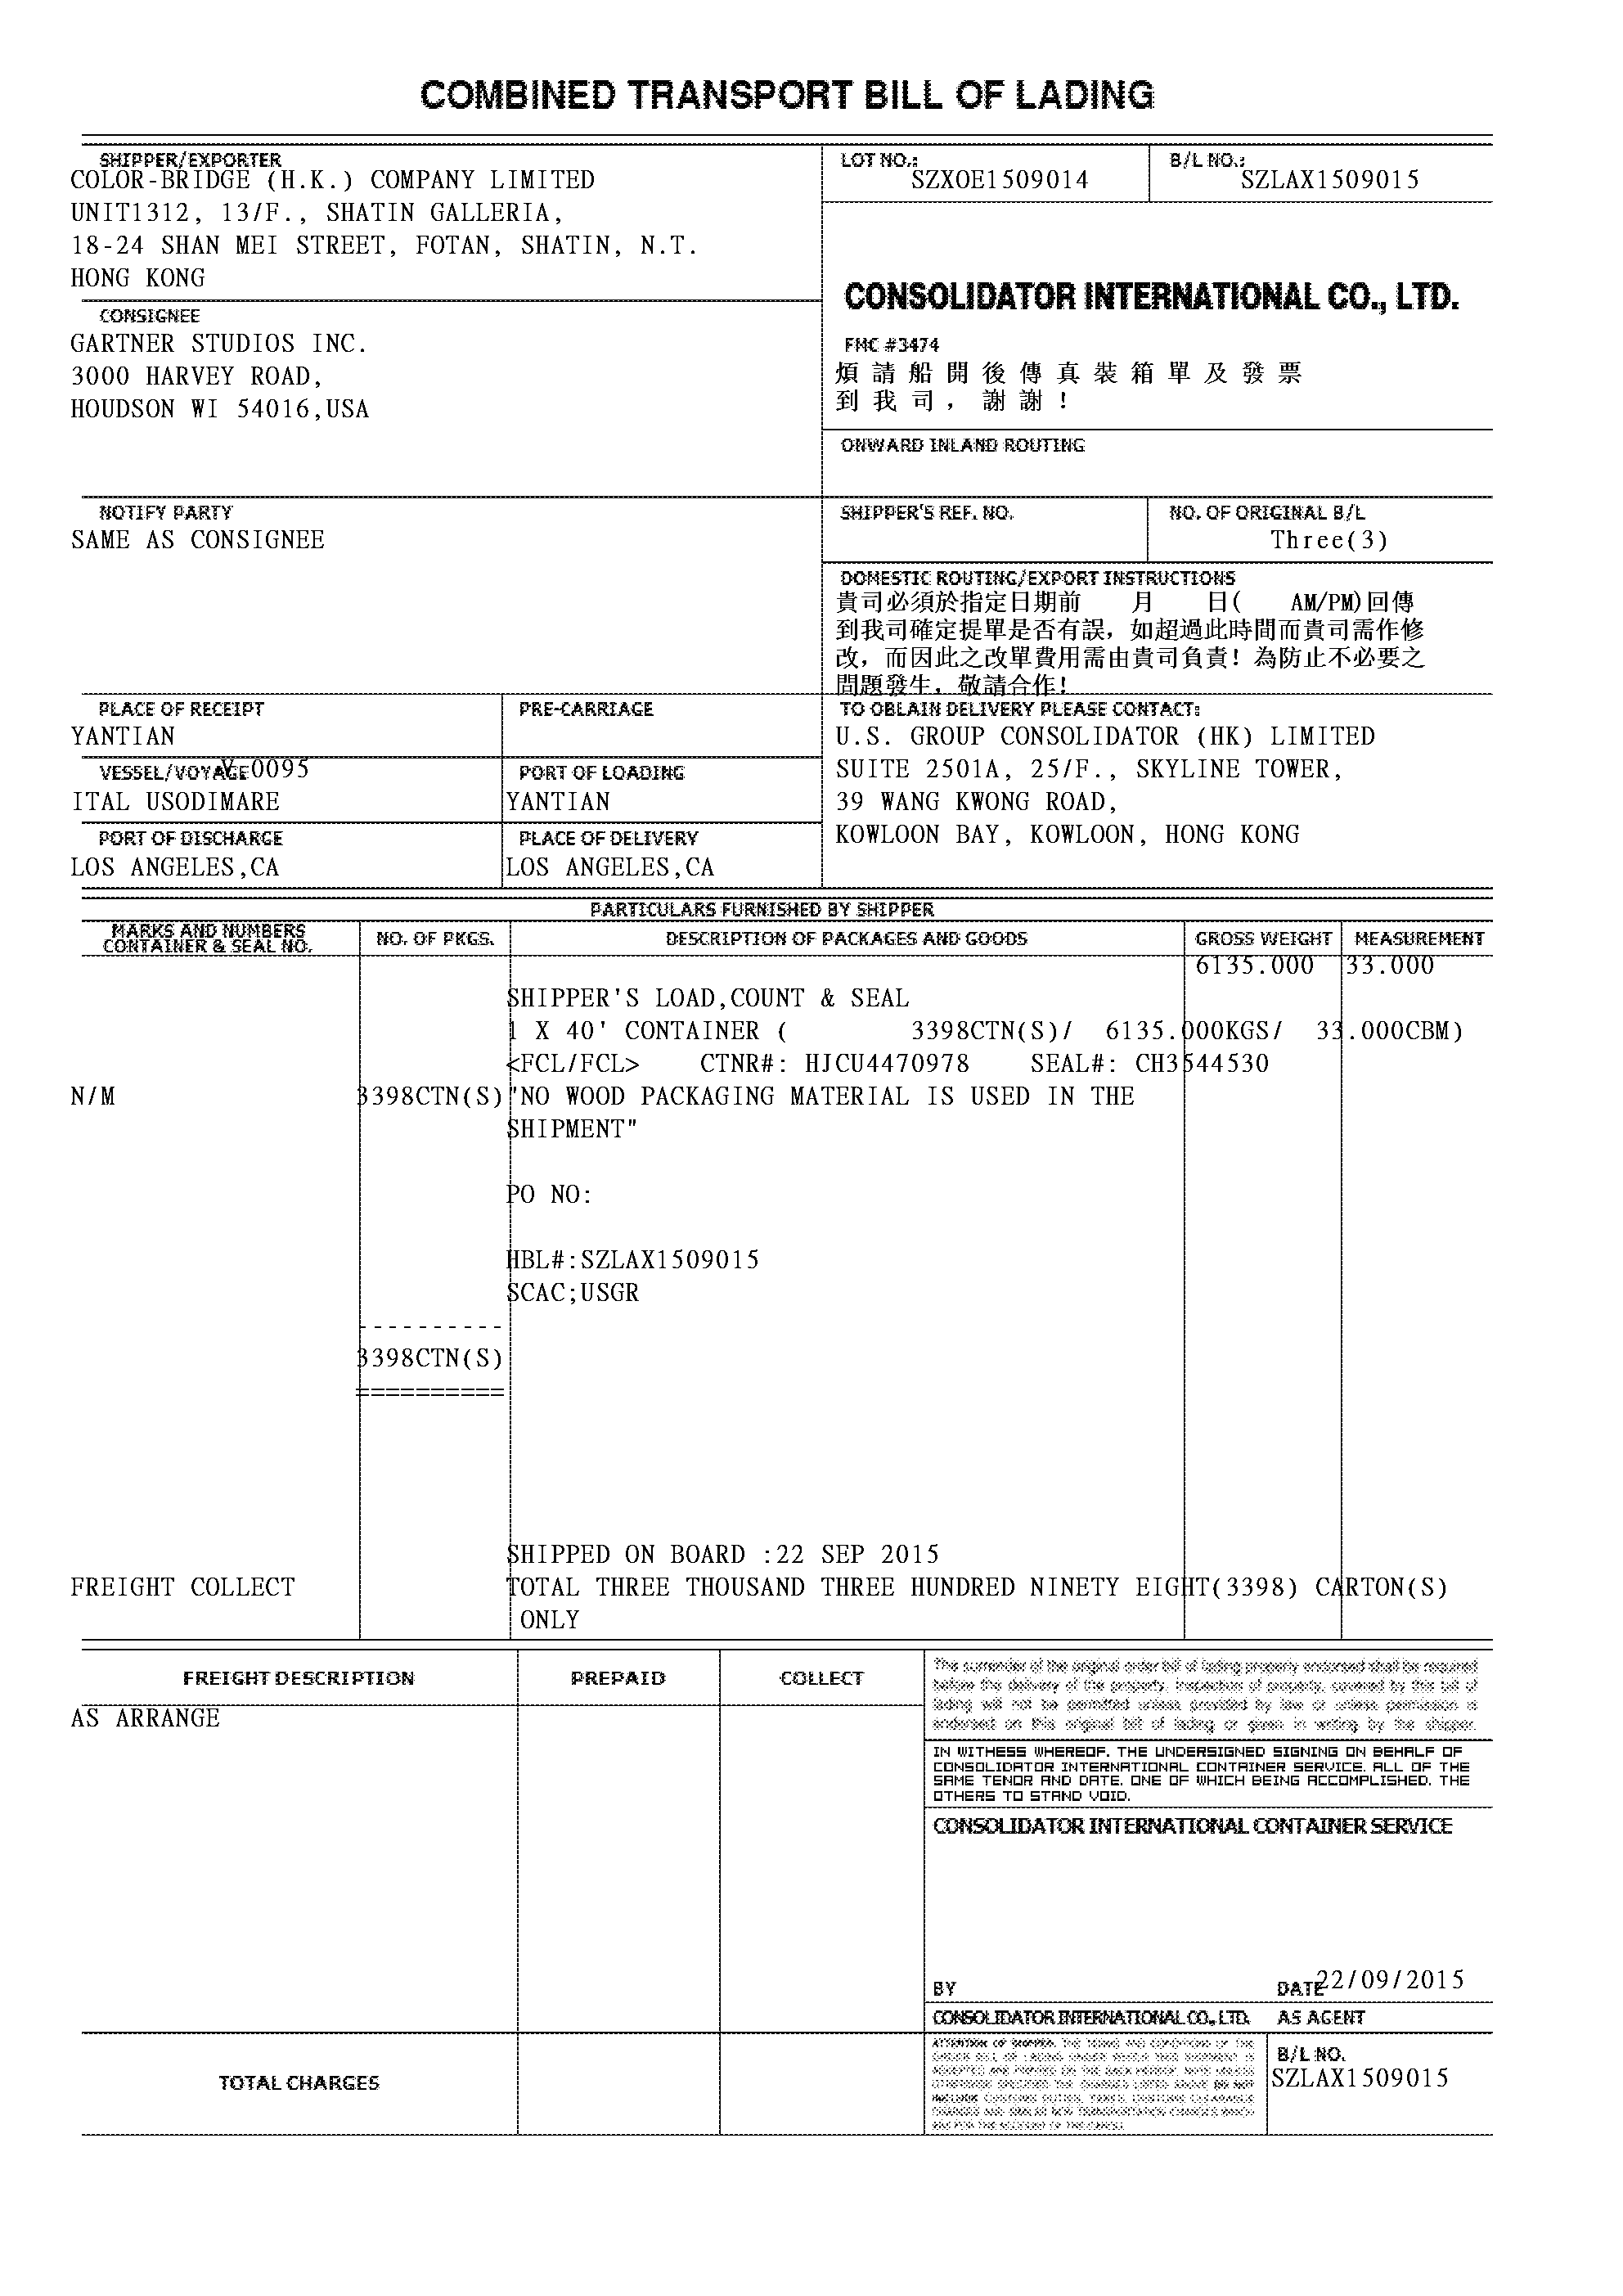 COMBINED TRANSPORT BILL OF LADING
SHIPPER/EXPORTER
COLOR-BRIDGE (H.K.) COMPANY LIMITED
UNIT1312, 13/F., SHATIN GALLERIA,
18-24 SHAN MEI STREET, FOTAN, SHATIN, N.T.
HONG KONG
LOT NO.:
SZXOE1509014
B/L NO.:
SZLAX1509015
CONSOLIDATOR INTERNATIONAL CO., LTD.
FMC #3474
煩請船開後傳真裝箱單及發票
到我司，謝謝！
CONSIGNEE
GARTNER STUDIOS INC.
3000 HARVEY ROAD,
HOUDSON WI 54016,USA
ONWARD INLAND ROUTING
NOTIFY PARTY
SAME AS CONSIGNEE
SHIPPER'S REF. NO.
NO. OF ORIGINAL B/L
Three(3)
DOMESTIC ROUTING/EXPORT INSTRUCTIONS
貴司必須於指定日期前 月 日( AM/PM)回傳
到我司確定提單是否有誤，如超過此時間而貴司需作修
改，而因此之改單費用需由貴司負責！為防止不必要之
問題發生，敬請合作！
PLACE OF RECEIPT
YANTIAN
PRE-CARRIAGE
VESSEL/VOYAGE
V.0095
ITAL USODIMARE
PORT OF LOADING
YANTIAN
PORT OF DISCHARGE
LOS ANGELES,CA
PLACE OF DELIVERY
LOS ANGELES,CA
TO OBLAIN DELIVERY PLEASE CONTACT:
U.S. GROUP CONSOLIDATOR (HK) LIMITED
SUITE 2501A, 25/F., SKYLINE TOWER,
39 WANG KWONG ROAD,
KOWLOON BAY, KOWLOON, HONG KONG
PARTICULARS FURNISHED BY SHIPPER
MARKS AND NUMBERS
CONTAINER & SEAL NO.
NO. OF PKGS.
DESCRIPTION OF PACKAGES AND GOODS
GROSS WEIGHT
MEASUREMENT
6135.000 33.000
SHIPPER'S LOAD,COUNT & SEAL
1 X 40' CONTAINER ( 3398CTN(S)/ 6135.000KGS/ 33.000CBM)
<FCL/FCL> CTNR#: HJCU4470978 SEAL#: CH3544530
N/M 3398CTN(S) "NO WOOD PACKAGING MATERIAL IS USED IN THE
SHIPMENT"
PO NO:
HBL#:SZLAX1509015
SCAC;USGR
----------
3398CTN(S)
==========
SHIPPED ON BOARD :22 SEP 2015
FREIGHT COLLECT TOTAL THREE THOUSAND THREE HUNDRED NINETY EIGHT(3398) CARTON(S)
ONLY
FREIGHT DESCRIPTION
PREPAID
COLLECT
AS ARRANGE
The surrender of the original order bill of lading properly endorsed shall be required
before the delivery of the property. Inspection of property, covered by this bill of
lading will not be permitted unless provided by law or unless permission is
endorsed on this original bill of lading or given in writing by the shipper.
IN WITHESS WHEREOF, THE UNDERSIGNED SIGNING ON BEHALF OF
CONSOLIDATOR INTERNATIONAL CONTAINER SERVICE, ALL OF THE
SAME TENOR AND DATE, ONE OF WHICH BEING ACCOMPLISHED, THE
OTHERS TO STAND VOID.
CONSOLIDATOR INTERNATIONAL CONTAINER SERVICE
BY
DATE 22/09/2015
CONSOLIDATOR INTERNATIONAL CO., LTD. AS AGENT
TOTAL CHARGES
B/L NO.
SZLAX1509015